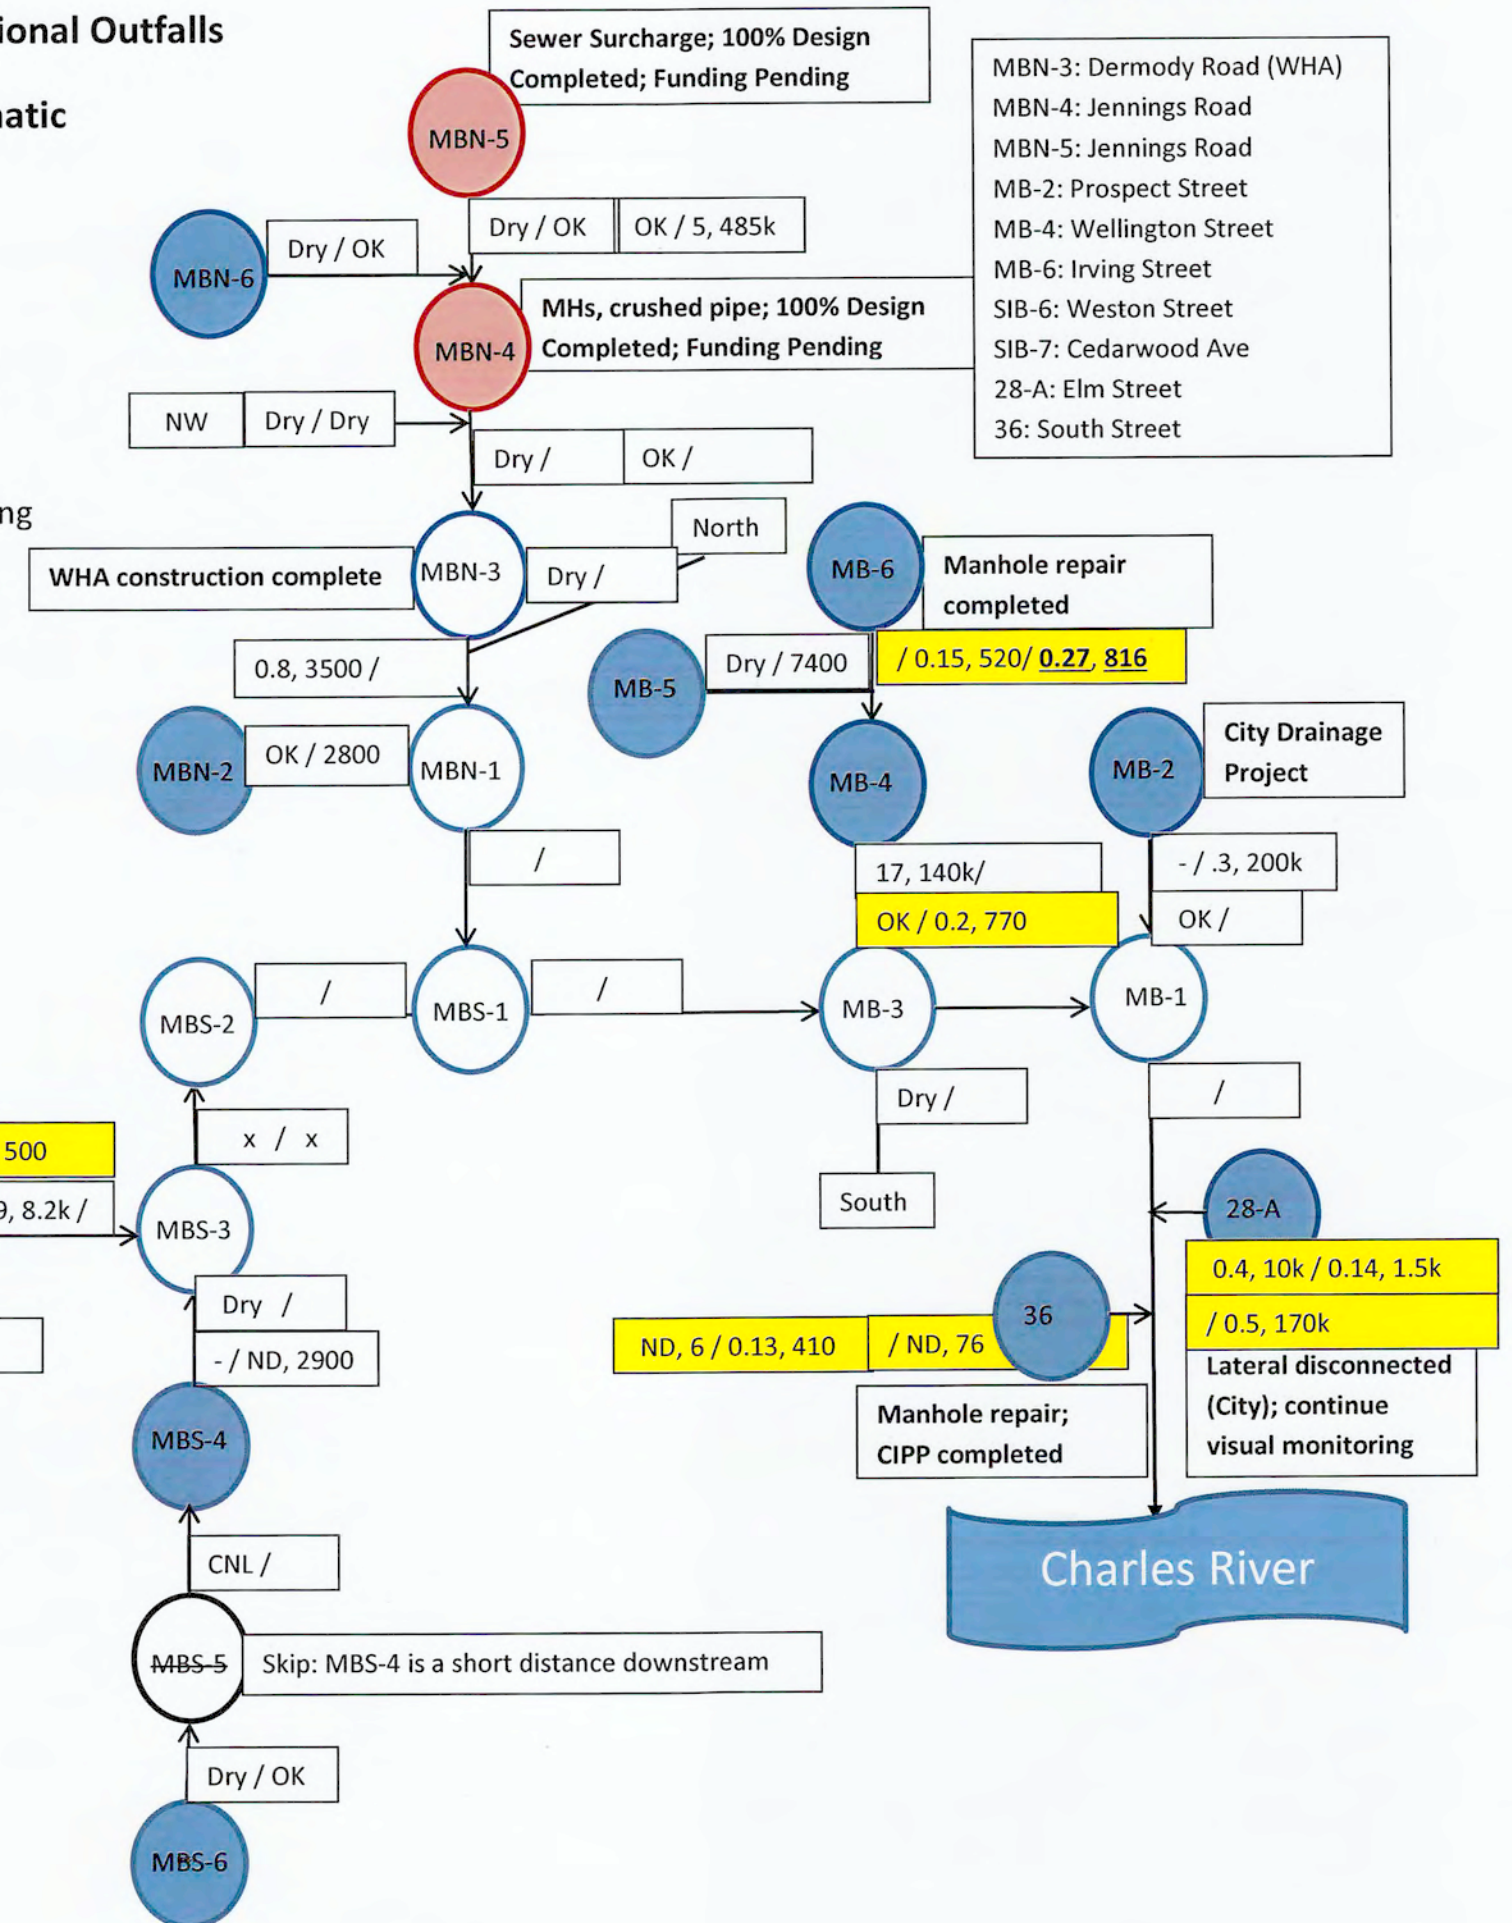 ional Outfalls
natic
Sewer Surcharge; 100% Design
Completed; Funding Pending
MBN-5
MBN-3: Dermody Road (WHA)
MBN-4: Jennings Road
MBN-5: Jennings Road
MB-2: Prospect Street
MB-4: Wellington Street
MB-6: Irving Street
SIB-6: Weston Street
SIB-7: Cedarwood Ave
28-A: Elm Street
36: South Street
Dry / OK
OK / 5, 485k
MBN-6
Dry / OK
MBN-4
MHs, crushed pipe; 100% Design
Completed; Funding Pending
NW
Dry / Dry
Dry /
OK /
ng
North
WHA construction complete
MBN-3
Dry /
MB-6
Manhole repair
completed
0.8, 3500 /
MB-5
Dry / 7400
/ 0.15, 520/ 0.27, 816
MBN-2
OK / 2800
MBN-1
MB-4
MB-2
City Drainage
Project
/
17, 140k/
OK / 0.2, 770
- / .3, 200k
OK /
MBS-2
/
MBS-1
/
MB-3
MB-1
x / x
Dry /
South
/
500
9, 8.2k /
MBS-3
28-A
0.4, 10k / 0.14, 1.5k
/ 0.5, 170k
Lateral disconnected
(City); continue
visual monitoring
Dry /
- / ND, 2900
ND, 6 / 0.13, 410
/ ND, 76
36
Manhole repair;
CIPP completed
MBS-4
CNL /
Charles River
MBS-5
Skip: MBS-4 is a short distance downstream
Dry / OK
MBS-6